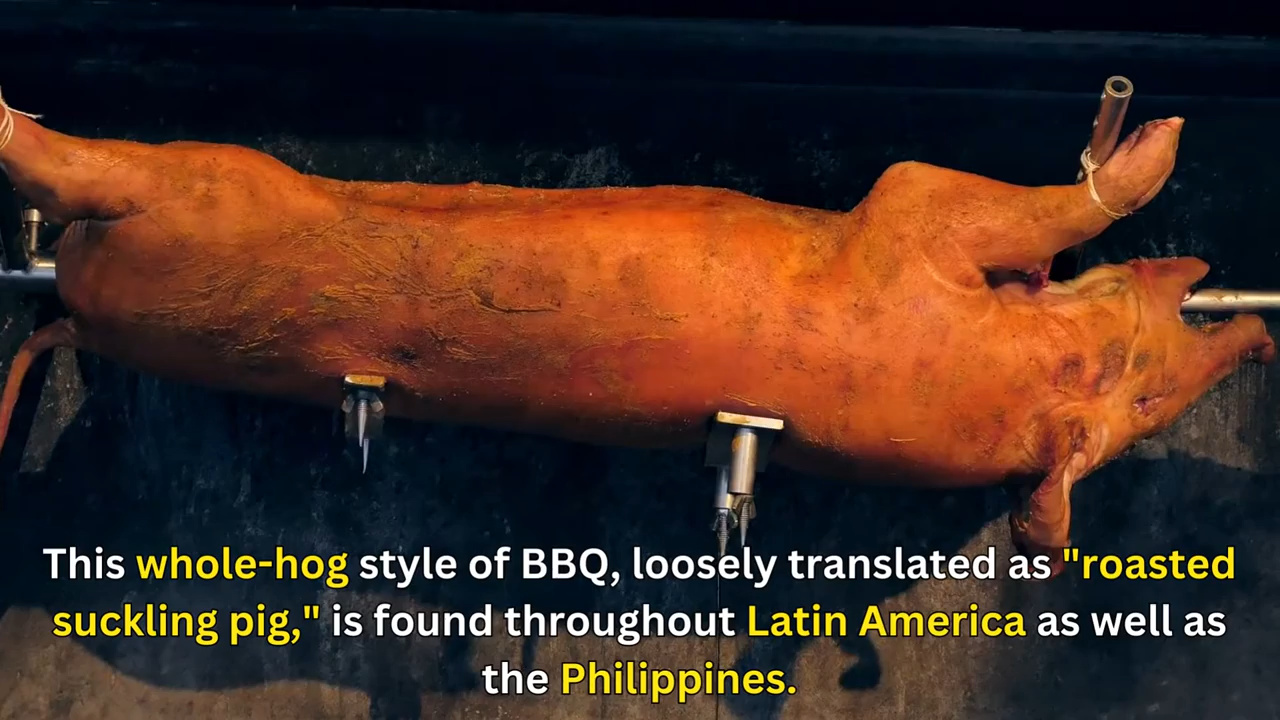 This whole-hog style of BBQ, loosely translated as "roasted
suckling pig," is found throughout Latin America as well as
the Philippines.